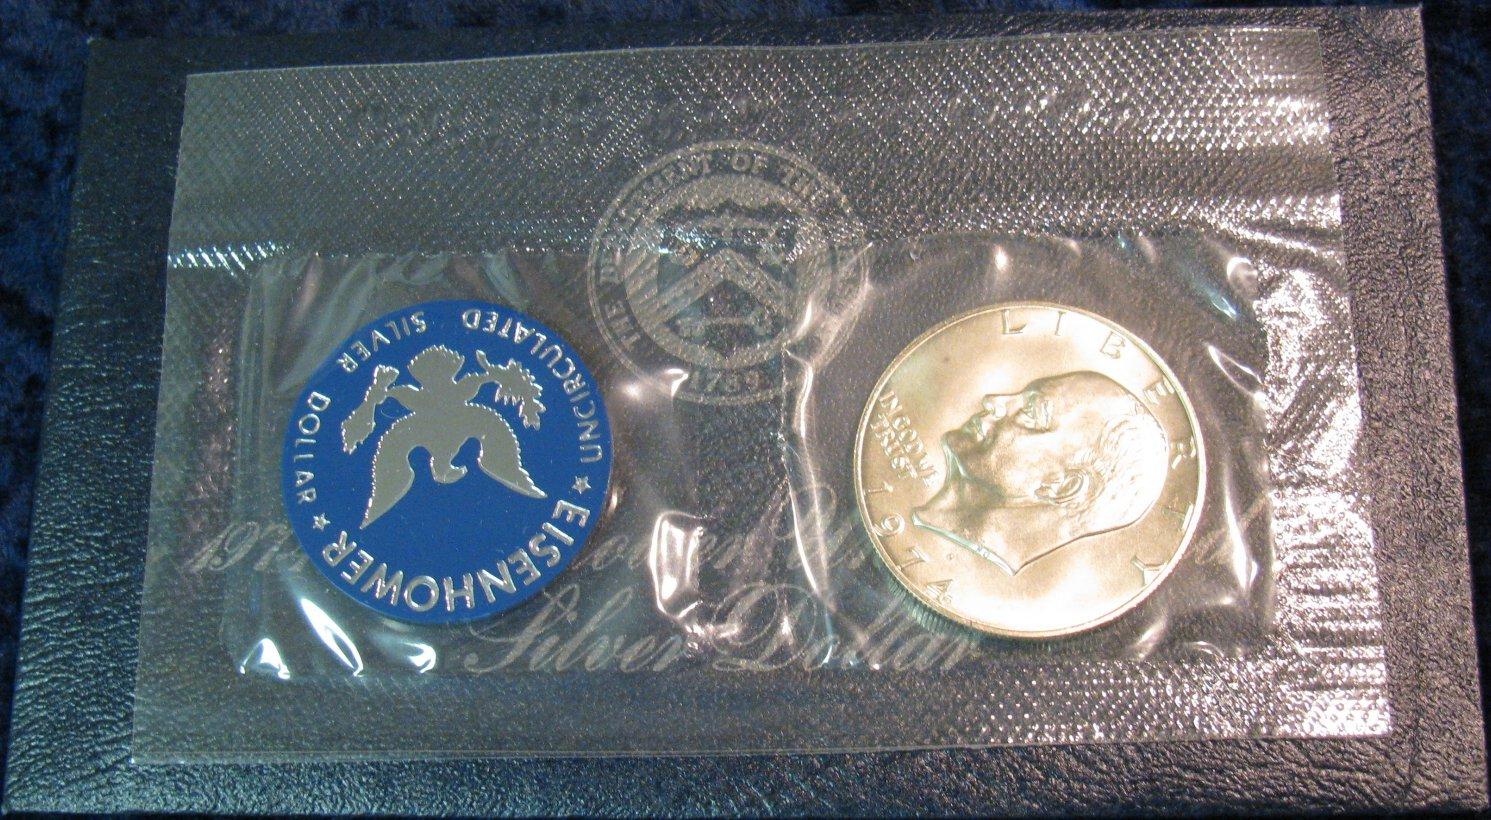 THE DEPARTMENT OF THE
1789
UNCIRCULATED SILVER DOLLAR
★ EISENHOWER ★
LIBERTY
IN GOD WE
TRUST
1974
S
Silver Dollar